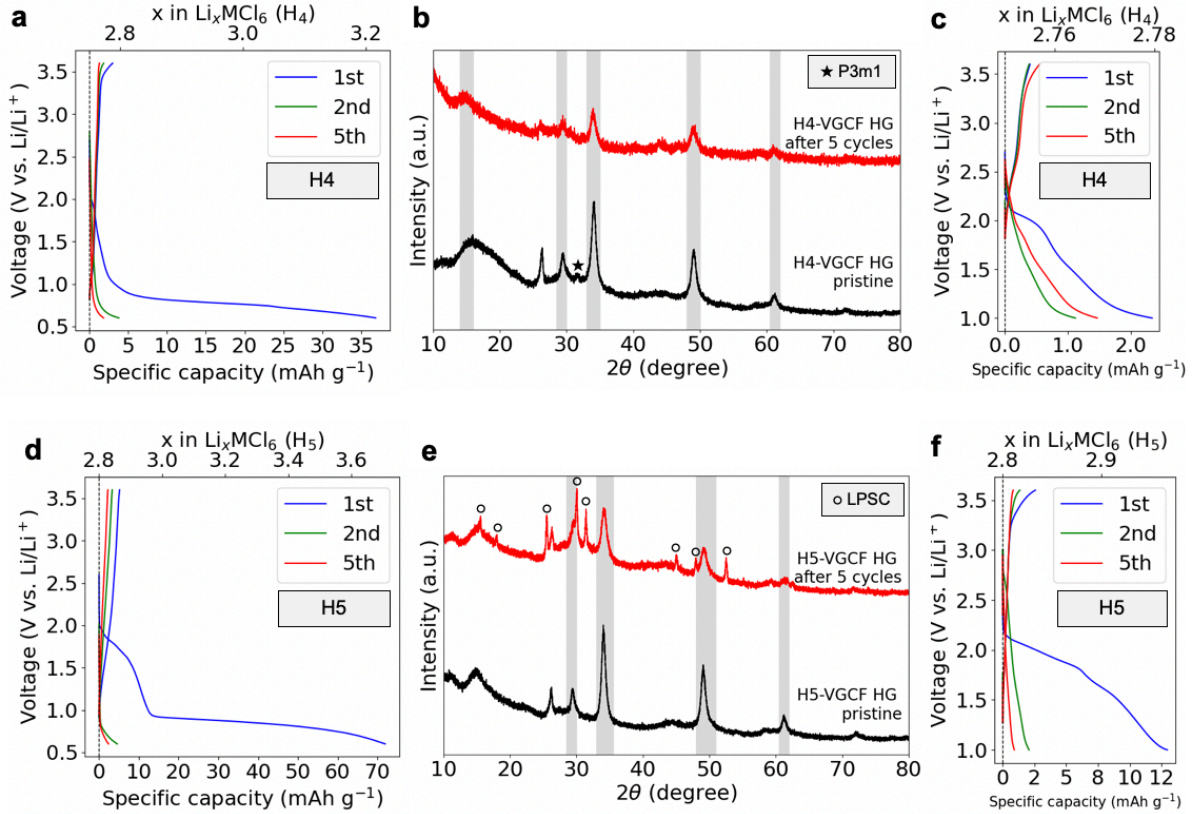 a
x in LiₓMCl₆ (H₄)
2.8 3.0 3.2
3.5
3.0
2.5
2.0
1.5
1.0
0.5
Voltage (V vs. Li/Li⁺)
1st
2nd
5th
H4
0 5 10 15 20 25 30 35
Specific capacity (mAh g⁻¹)
b
Intensity (a.u.)
★ P3m1
H4-VGCF HG
after 5 cycles
★
H4-VGCF HG
pristine
10 20 30 40 50 60 70 80
2θ (degree)
c
x in LiₓMCl₆ (H₄)
2.76 2.78
3.5
3.0
2.5
2.0
1.5
1.0
Voltage (V vs. Li/Li⁺)
1st
2nd
5th
H4
0.0 0.5 1.0 1.5 2.0
Specific capacity (mAh g⁻¹)
d
x in LiₓMCl₆ (H₅)
2.8 3.0 3.2 3.4 3.6
3.5
3.0
2.5
2.0
1.5
1.0
0.5
Voltage (V vs. Li/Li⁺)
1st
2nd
5th
H5
0 10 20 30 40 50 60 70
Specific capacity (mAh g⁻¹)
e
Intensity (a.u.)
LPSC
H5-VGCF HG
after 5 cycles
H5-VGCF HG
pristine
10 20 30 40 50 60 70 80
2θ (degree)
f
x in LiₓMCl₆ (H₅)
2.8 2.9
3.5
3.0
2.5
2.0
1.5
1.0
Voltage (V vs. Li/Li⁺)
1st
2nd
5th
H5
0 2 5 8 10 12
Specific capacity (mAh g⁻¹)